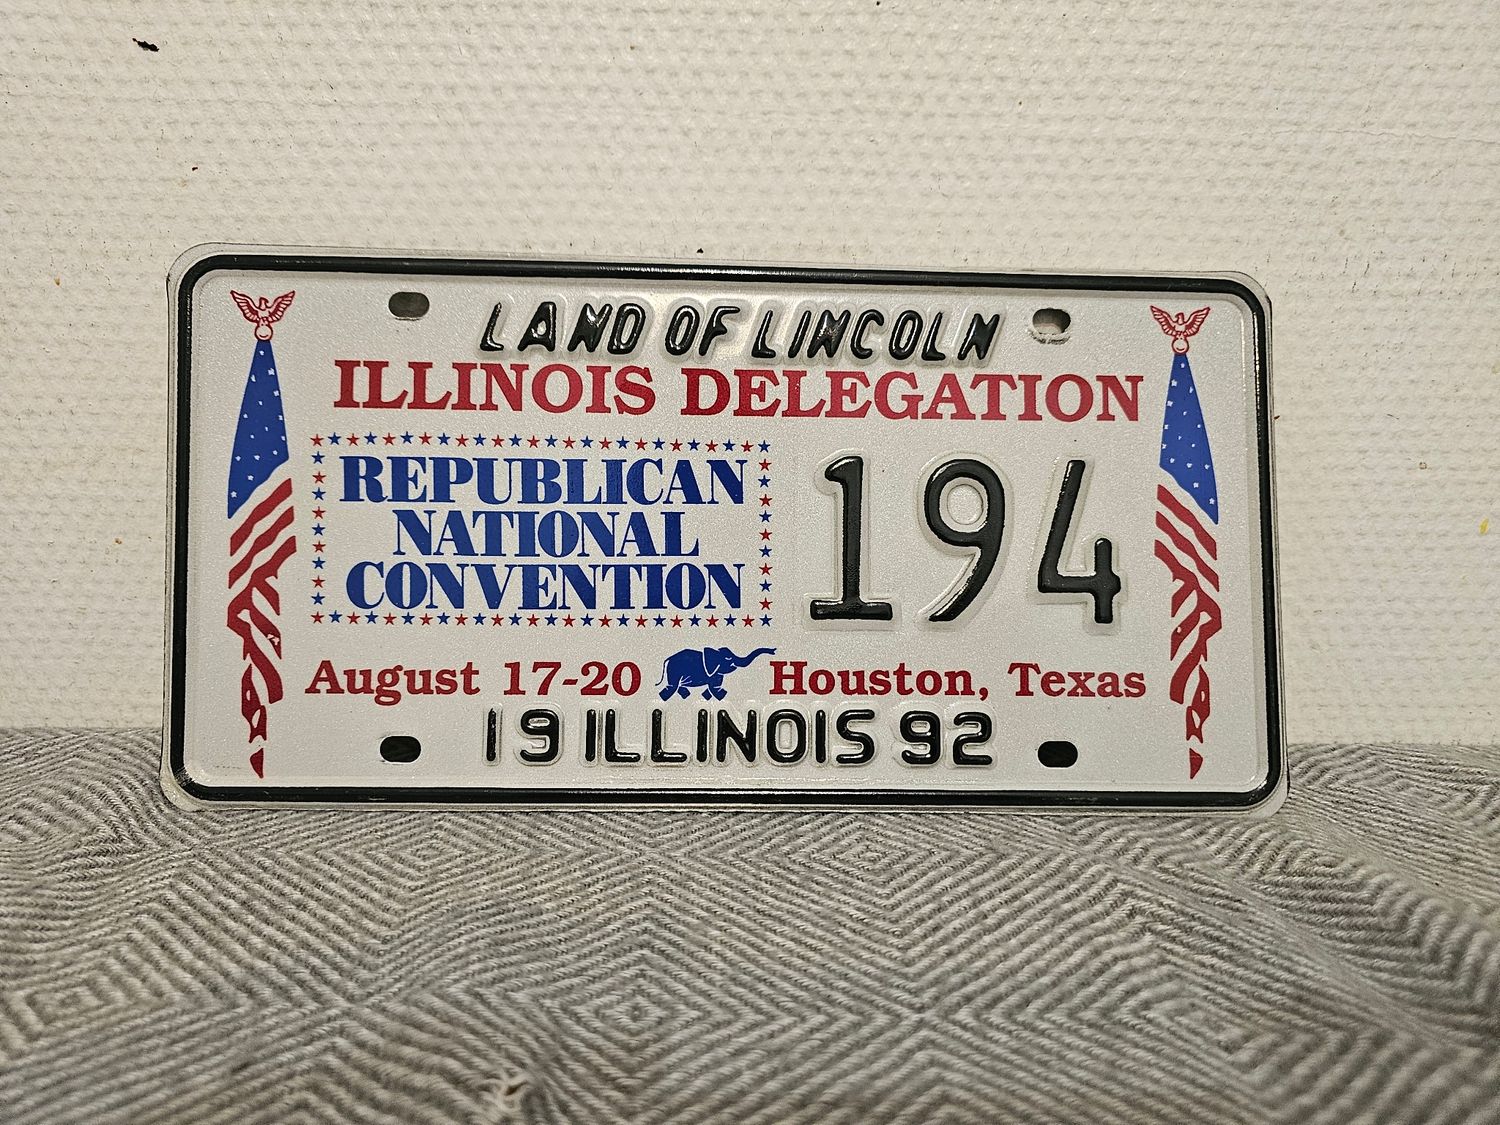 LAND OF LINCOLN
ILLINOIS DELEGATION
REPUBLICAN
NATIONAL
CONVENTION
194
August 17-20 Houston, Texas
19 ILLINOIS 92